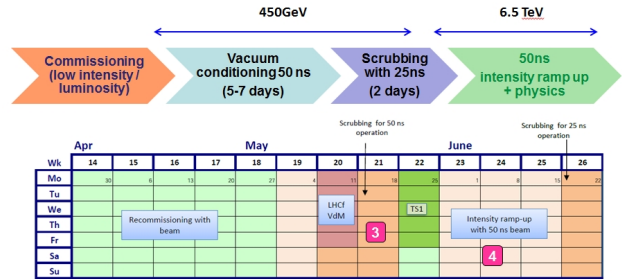 450GeV
6.5 TeV
Commissioning
(low intensity /
luminosity)
Vacuum
conditioning 50 ns
(5-7 days)
Scrubbing
with 25ns
(2 days)
50ns
intensity ramp up
+ physics
Scrubbing for 50 ns
operation
Scrubbing for 25 ns
operation
Apr May June
Wk 14 15 16 17 18 19 20 21 22 23 24 25 26
Mo 30 6 13 20 27 4 11 18 25 1 8 15 22
Tu
We
Th
Fr
Sa
Su
Recommissioning with
beam
LHCf
VdM
3
TS1
Intensity ramp-up
with 50 ns beam
4